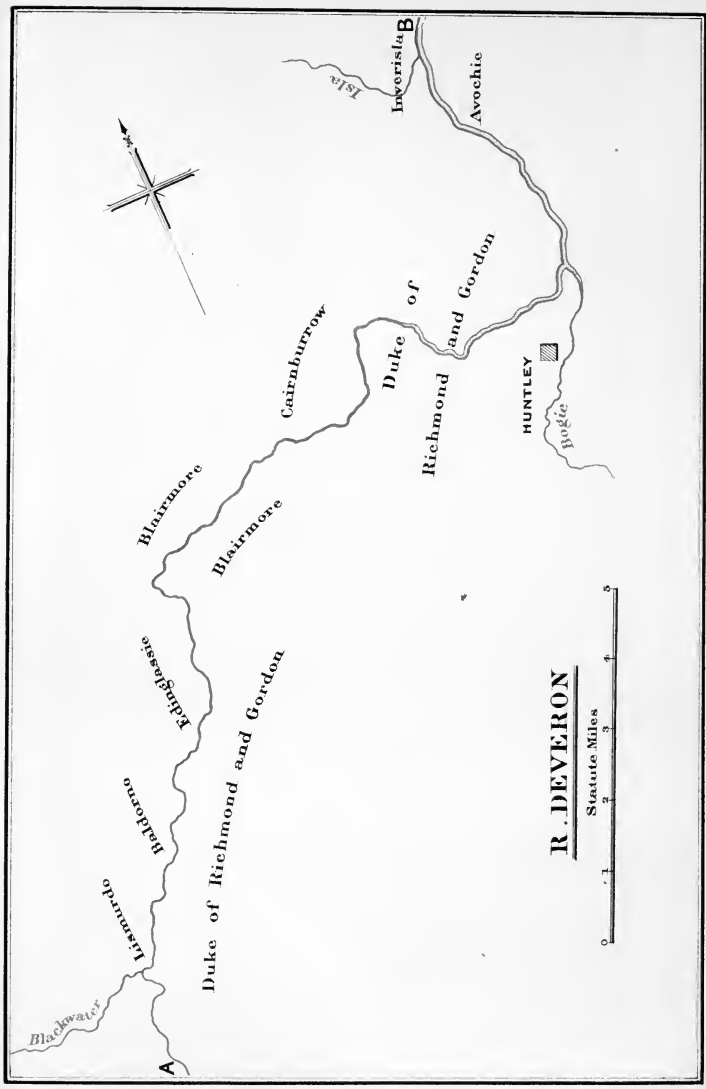 Blackwater
A
Lismurdo
Baldorno
Edinglassie
Duke of Richmond and Gordon
Blairmore
Blairmore
Cairnburrow
Duke of
Richmond and Gordon
Isla
Inverisla
B
Avochie
HUNTLEY
Bogie
R. DEVERON
Statute Miles
0 1 2 3 4 5